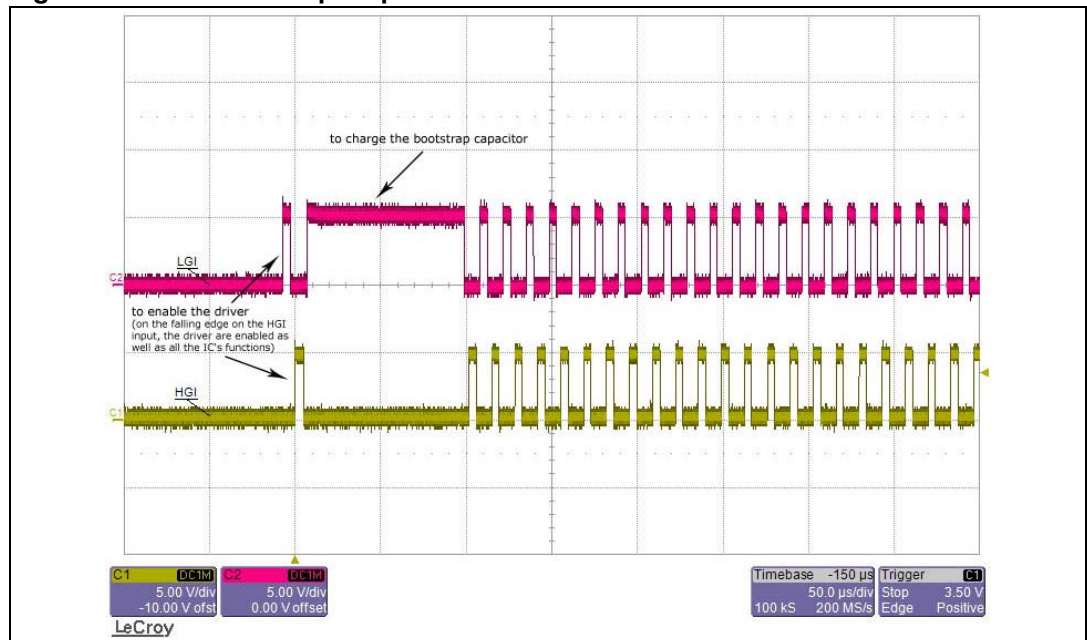 to charge the bootstrap capacitor
LGI
C2
to enable the driver
(on the falling edge on the HGI
input, the driver are enabled as
well as all the IC's functions)
HGI
C1
C1 DC1M C2 DC1M
5.00 V/div 5.00 V/div
-10.00 V ofst 0.00 V offset
Timebase -150 µs Trigger C1
50.0 µs/div Stop 3.50 V
100 kS 200 MS/s Edge Positive
LeCroy